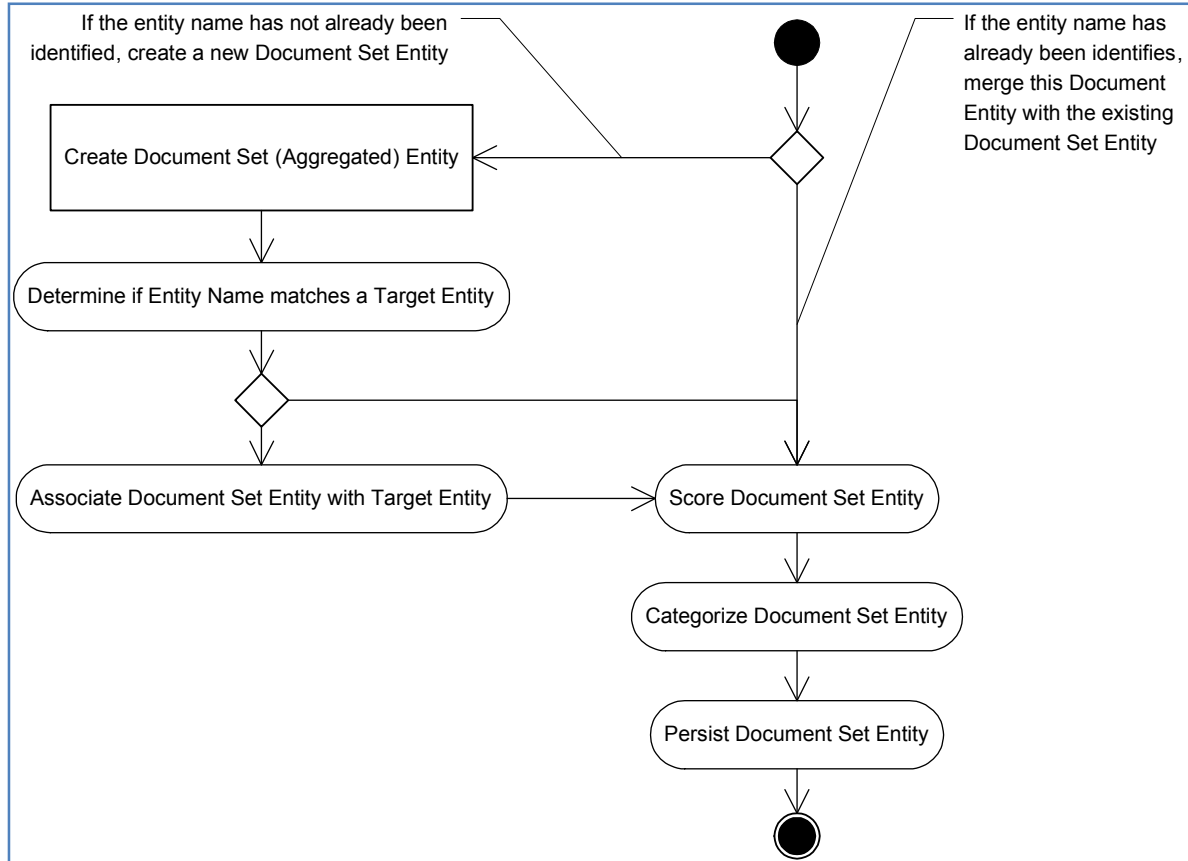 If the entity name has not already been
identified, create a new Document Set Entity
If the entity name has
already been identifies,
merge this Document
Entity with the existing
Document Set Entity
Create Document Set (Aggregated) Entity
Determine if Entity Name matches a Target Entity
Associate Document Set Entity with Target Entity
Score Document Set Entity
Categorize Document Set Entity
Persist Document Set Entity